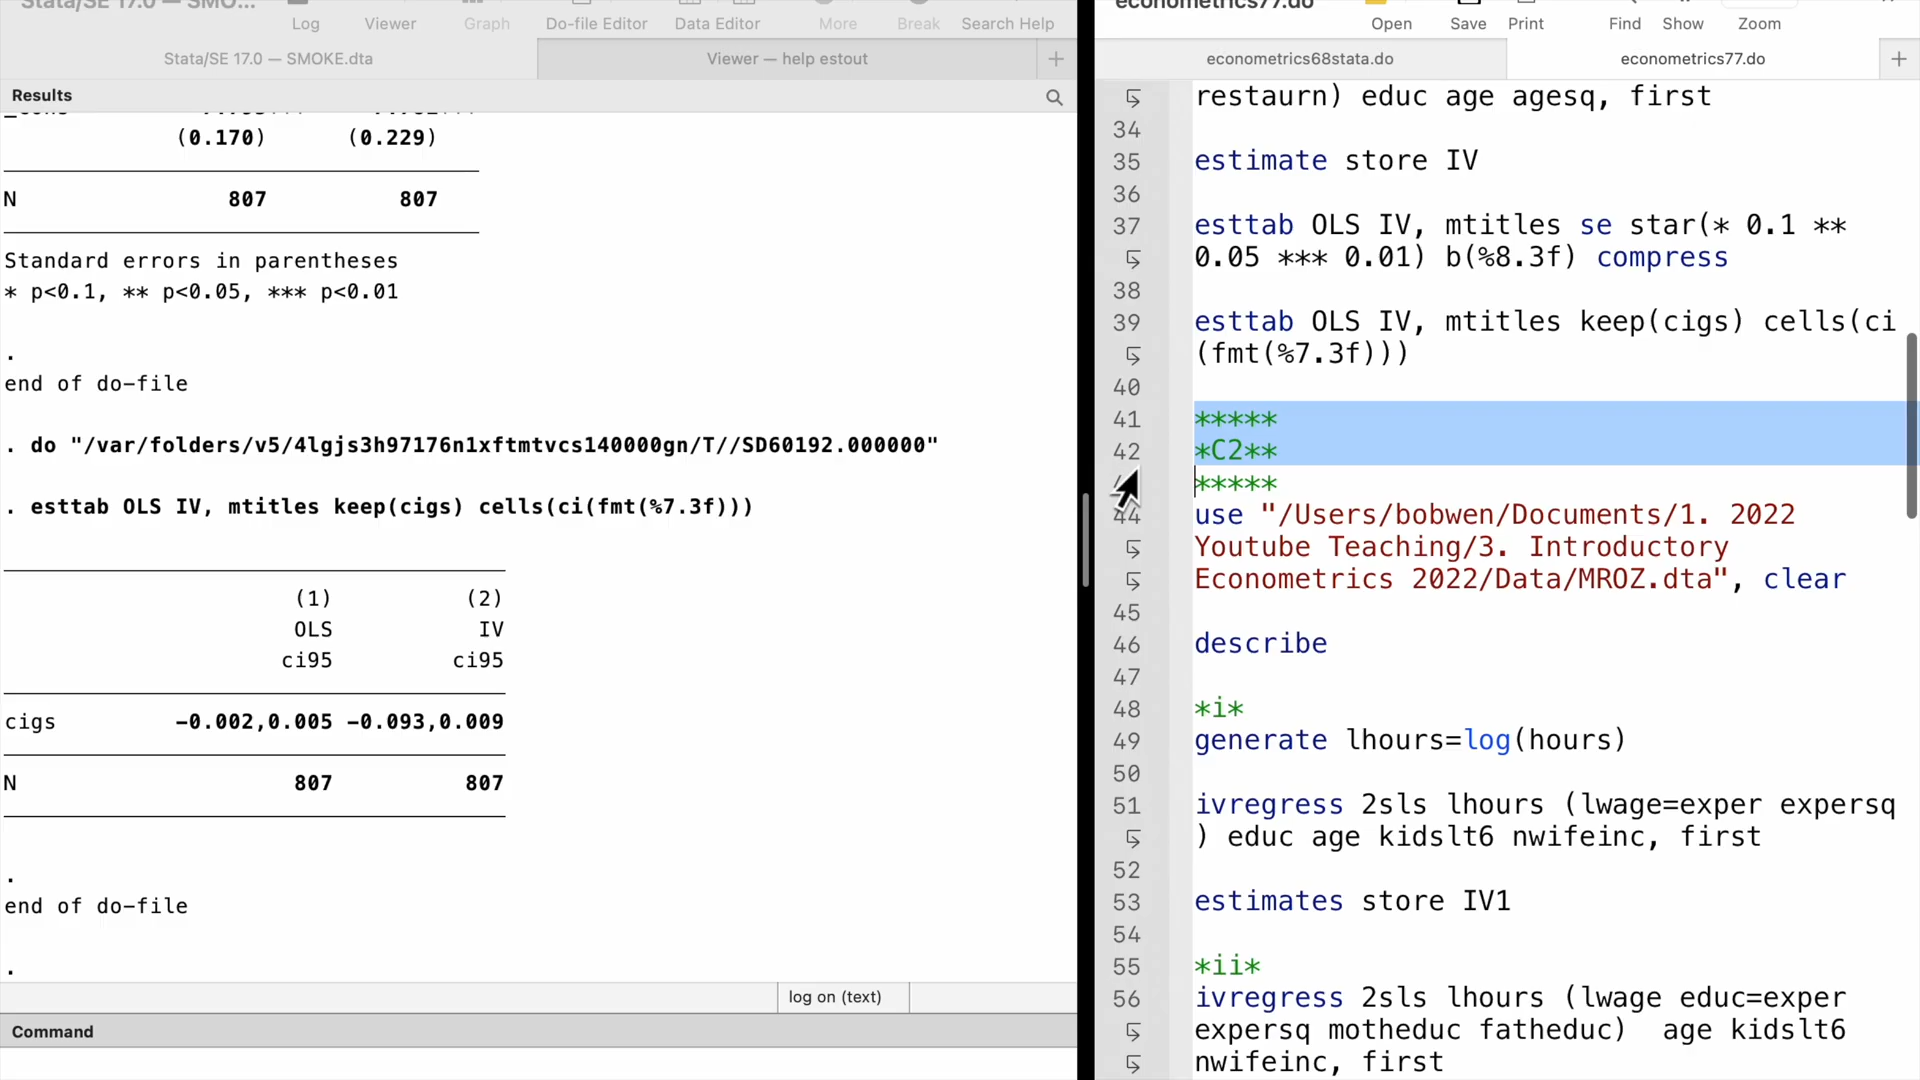 Stata/SE 17.0 — SMO...
Log Viewer Graph Do-file Editor Data Editor More Break Search Help
Stata/SE 17.0 — SMOKE.dta Viewer — help estout
Results
_cons
(0.170) (0.229)
N 807 807
Standard errors in parentheses
* p<0.1, ** p<0.05, *** p<0.01
.
end of do-file
. do "/var/folders/v5/4lgjs3h97176n1xftmtvcs140000gn/T//SD60192.000000"
. esttab OLS IV, mtitles keep(cigs) cells(ci(fmt(%7.3f)))
(1) (2)
OLS IV
ci95 ci95
cigs -0.002,0.005 -0.093,0.009
N 807 807
.
end of do-file
.
log on (text)
Command
econometrics77.do
Open Save Print Find Show Zoom
econometrics68stata.do econometrics77.do
restaurn) educ age agesq, first
34
35 estimate store IV
36
37 esttab OLS IV, mtitles se star(* 0.1 **
0.05 *** 0.01) b(%8.3f) compress
38
39 esttab OLS IV, mtitles keep(cigs) cells(ci
(fmt(%7.3f)))
40
41 *****
42 *C2**
*****
44 use "/Users/bobwen/Documents/1. 2022
Youtube Teaching/3. Introductory
Econometrics 2022/Data/MROZ.dta", clear
45
46 describe
47
48 *i*
49 generate lhours=log(hours)
50
51 ivregress 2sls lhours (lwage=exper expersq
) educ age kidslt6 nwifeinc, first
52
53 estimates store IV1
54
55 *ii*
56 ivregress 2sls lhours (lwage educ=exper
expersq motheduc fatheduc)  age kidslt6
nwifeinc, first